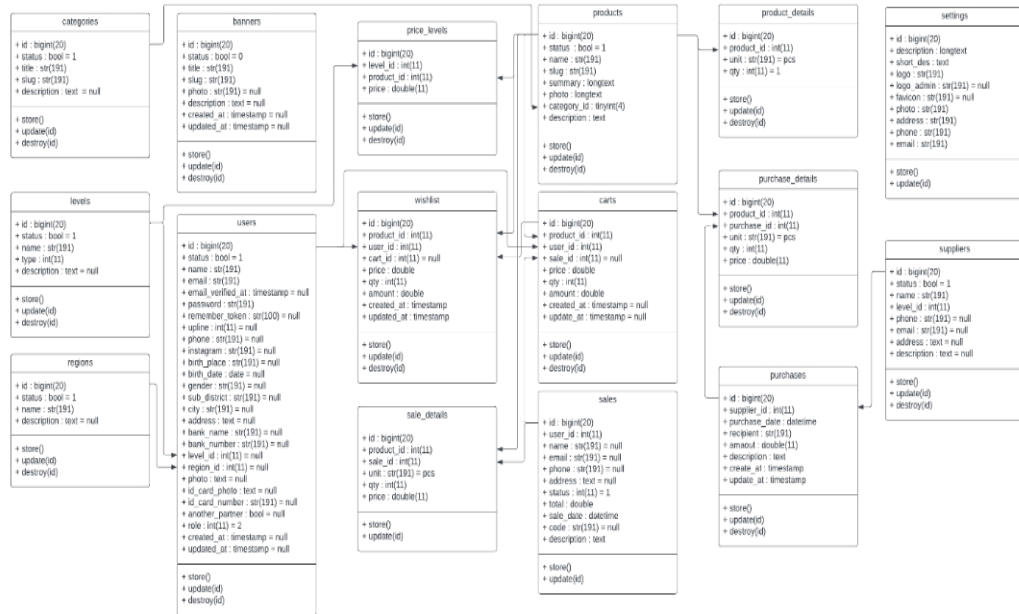 categories
+ id : bigint(20)
+ status : bool = 1
+ title : str(191)
+ slug : str(191)
+ description : text = null
+ store()
+ update(id)
+ destroy(id)
banners
+ id : bigint(20)
+ status : bool = 0
+ title : str(191)
+ slug : str(191)
+ photo : str(191) = null
+ description : text = null
+ created_at : timestamp = null
+ updated_at : timestamp = null
+ store()
+ update(id)
+ destroy(id)
price_levels
+ id : bigint(20)
+ level_id : int(11)
+ product_id : int(11)
+ price : double(11)
+ store()
+ update(id)
+ destroy(id)
products
+ id : bigint(20)
+ status : bool = 1
+ name : str(191)
+ slug : str(191)
+ summary : longtext
+ photo : longtext
+ category_id : tinyint(4)
+ description : text
+ store()
+ update(id)
+ destroy(id)
product_details
+ id : bigint(20)
+ product_id : int(11)
+ unit : str(191) = pcs
+ qty : int(11) = 1
+ store()
+ update(id)
+ destroy(id)
settings
+ id : bigint(20)
+ description : longtext
+ short_des : text
+ logo : str(191)
+ logo_admin : str(191) = null
+ favicon : str(191) = null
+ photo : str(191)
+ address : str(191)
+ phone : str(191)
+ email : str(191)
+ store()
+ update(id)
levels
+ id : bigint(20)
+ status : bool = 1
+ name : str(191)
+ type : int(11)
+ description : text = null
+ store()
+ update(id)
+ destroy(id)
users
+ id : bigint(20)
+ status : bool = 1
+ name : str(191)
+ email : str(191)
+ email_verified_at : timestamp = null
+ password : str(191)
+ remember_token : str(100) = null
+ upline : int(11) = null
+ phone : str(191) = null
+ instagram : str(191) = null
+ birth_place : str(191) = null
+ birth_date : date = null
+ gender : str(191) = null
+ sub_district : str(191) = null
+ city : str(191) = null
+ address : text = null
+ bank_name : str(191) = null
+ bank_number : str(191) = null
+ level_id : int(11) = null
+ region_id : int(11) = null
+ photo : text = null
+ id_card_photo : text = null
+ id_card_number : str(191) = null
+ another_partner : bool = null
+ role : int(11) = 2
+ created_at : timestamp = null
+ updated_at : timestamp = null
+ store()
+ update(id)
+ destroy(id)
wishlist
+ id : bigint(20)
+ product_id : int(11)
+ user_id : int(11)
+ cart_id : int(11) = null
+ price : double
+ qty : int(11)
+ amount : double
+ created_at : timestamp
+ updated_at : timestamp
+ store()
+ update(id)
+ destroy(id)
carts
+ id : bigint(20)
+ product_id : int(11)
+ user_id : int(11)
+ sale_id : int(11) = null
+ price : double
+ qty : int(11)
+ amount : double
+ created_at : timestamp = null
+ update_at : timestamp = null
+ store()
+ update(id)
+ destroy(id)
purchase_details
+ id : bigint(20)
+ product_id : int(11)
+ purchase_id : int(11)
+ unit : str(191) = pcs
+ qty : int(11)
+ price : double(11)
+ store()
+ update(id)
+ destroy(id)
suppliers
+ id : bigint(20)
+ status : bool = 1
+ name : str(191)
+ level_id : int(11)
+ phone : str(191) = null
+ email : str(191) = null
+ address : text = null
+ description : text = null
+ store()
+ update(id)
+ destroy(id)
regions
+ id : bigint(20)
+ status : bool = 1
+ name : str(191)
+ description : text = null
+ store()
+ update(id)
+ destroy(id)
sale_details
+ id : bigint(20)
+ product_id : int(11)
+ sale_id : int(11)
+ unit : str(191) = pcs
+ qty : int(11)
+ price : double(11)
+ store()
+ update(id)
sales
+ id : bigint(20)
+ user_id : int(11)
+ name : str(191) = null
+ email : str(191) = null
+ phone : str(191) = null
+ address : text = null
+ status : int(11) = 1
+ total : double
+ sale_date : datetime
+ code : str(191) = null
+ description : text
+ store()
+ update(id)
+ destroy(id)
purchases
+ id : bigint(20)
+ supplier_id : int(11)
+ purchase_date : datetime
+ recipient : str(191)
+ amaout : double(11)
+ description : text
+ create_at : timestamp
+ update_at : timestamp
+ store()
+ update(id)
+ destroy(id)